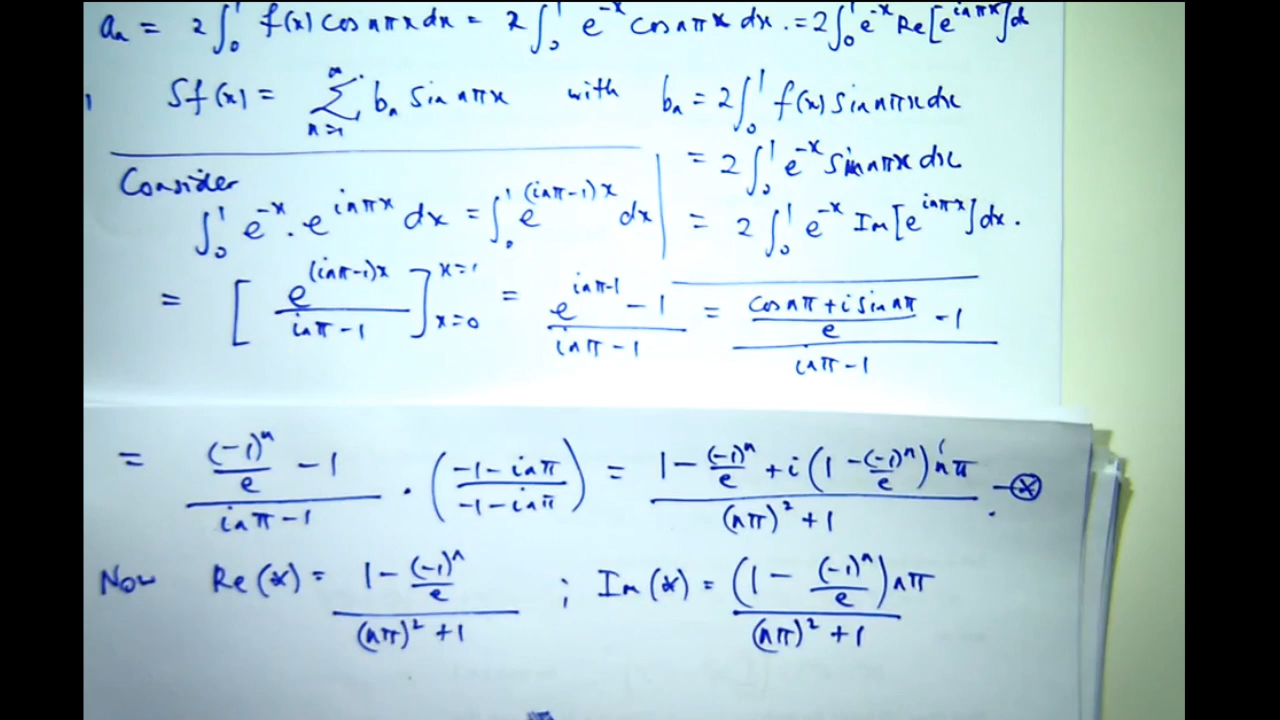 aₙ = 2∫₀¹ f(x) cos nπx dx = 2∫₀¹ e^{-x} cos nπx dx. = 2∫₀¹ e^{-x} Re[e^{inπx}]d
Sf(x) = Σ_{n=1}^{∞} bₙ sin nπx with bₙ = 2∫₀¹ f(x) sin nπx dx
= 2∫₀¹ e^{-x} sin nπx dx
Consider
∫₀¹ e^{-x}. e^{inπx} dx = ∫₀¹ e^{(inπ-1)x} dx
= 2∫₀¹ e^{-x} Im[e^{inπx}]dx.
= [e^{(inπ-1)x}/(inπ-1)]_{x=0}^{x=1} = (e^{inπ-1} - 1)/(inπ-1) = ((cos nπ + i sin nπ)/e - 1)/(inπ-1)
= ((-1)^n/e - 1)/(inπ-1) . ((-1-inπ)/(-1-inπ)) = (1 - (-1)^n/e + i(1 - (-1)^n/e)nπ)/((nπ)² + 1) . -⊛
Now Re(*) = (1 - (-1)^n/e)/((nπ)² + 1) ; Im(*) = (1 - (-1)^n/e)nπ/((nπ)² + 1)